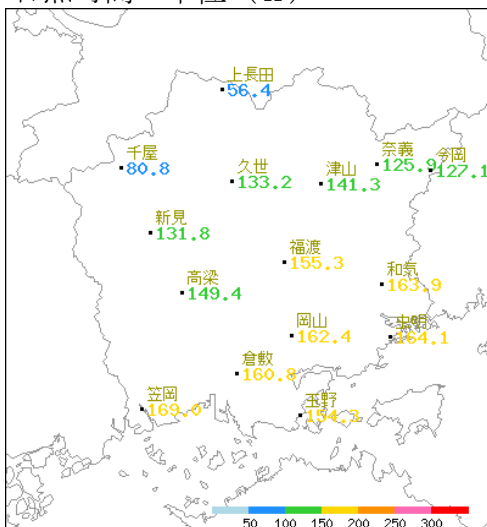 上長田
56.4
千屋
80.8
久世
133.2
津山
141.3
奈義
125.9
今岡
127.1
新見
131.8
福渡
155.3
高梁
149.4
和気
163.9
岡山
162.4
虫明
164.1
倉敷
160.8
笠岡
169.0
玉野
154.3
50 100 150 200 250 300